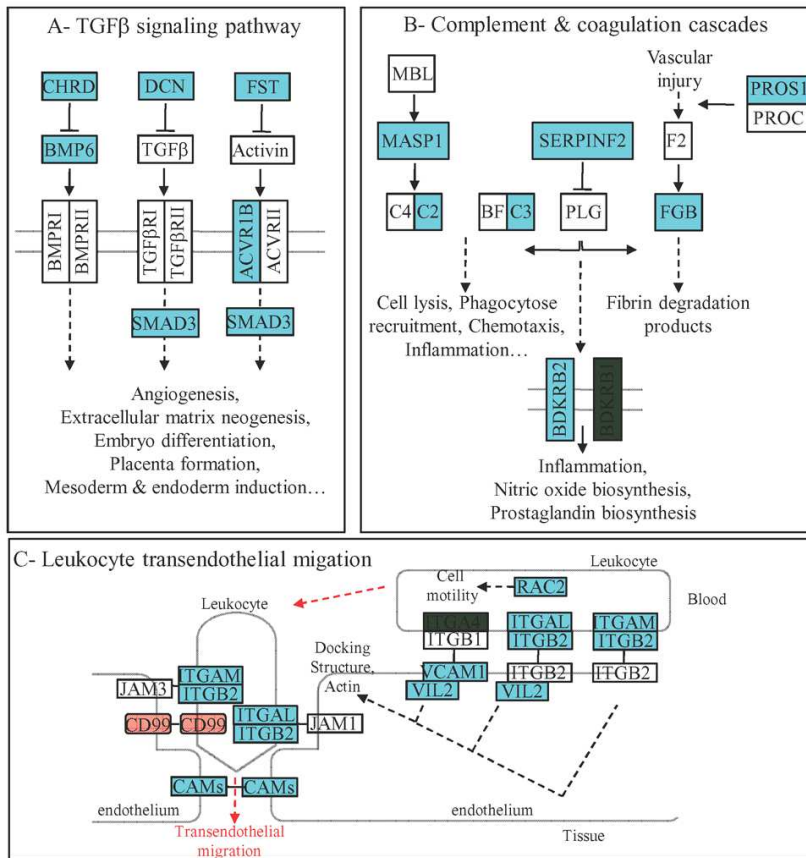 A- TGFβ signaling pathway
CHRD
DCN
FST
BMP6
TGFβ
Activin
BMPRI
BMPRII
TGFβRI
TGFβRII
ACVR1B
ACVRII
SMAD3
SMAD3
Angiogenesis,
Extracellular matrix neogenesis,
Embryo differentiation,
Placenta formation,
Mesoderm & endoderm induction…
B- Complement & coagulation cascades
MBL
Vascular
injury
PROS1
PROC
MASP1
SERPINF2
F2
C4
C2
BF
C3
PLG
FGB
Cell lysis, Phagocytose
recruitment, Chemotaxis,
Inflammation…
Fibrin degradation
products
BDKRB2
BDKRB1
Inflammation,
Nitric oxide biosynthesis,
Prostaglandin biosynthesis
C- Leukocyte transendothelial migation
Leukocyte
Cell
motility
RAC2
Blood
Leukocyte
ITGA4
ITGB1
ITGAL
ITGB2
ITGAM
ITGB2
Docking
Structure,
Actin
VCAM1
VIL2
ITGB2
VIL2
ITGB2
JAM3
ITGAM
ITGB2
CD99
CD99
ITGAL
ITGB2
JAM1
CAMs
CAMs
endothelium
endothelium
Transendothelial
migration
Tissue